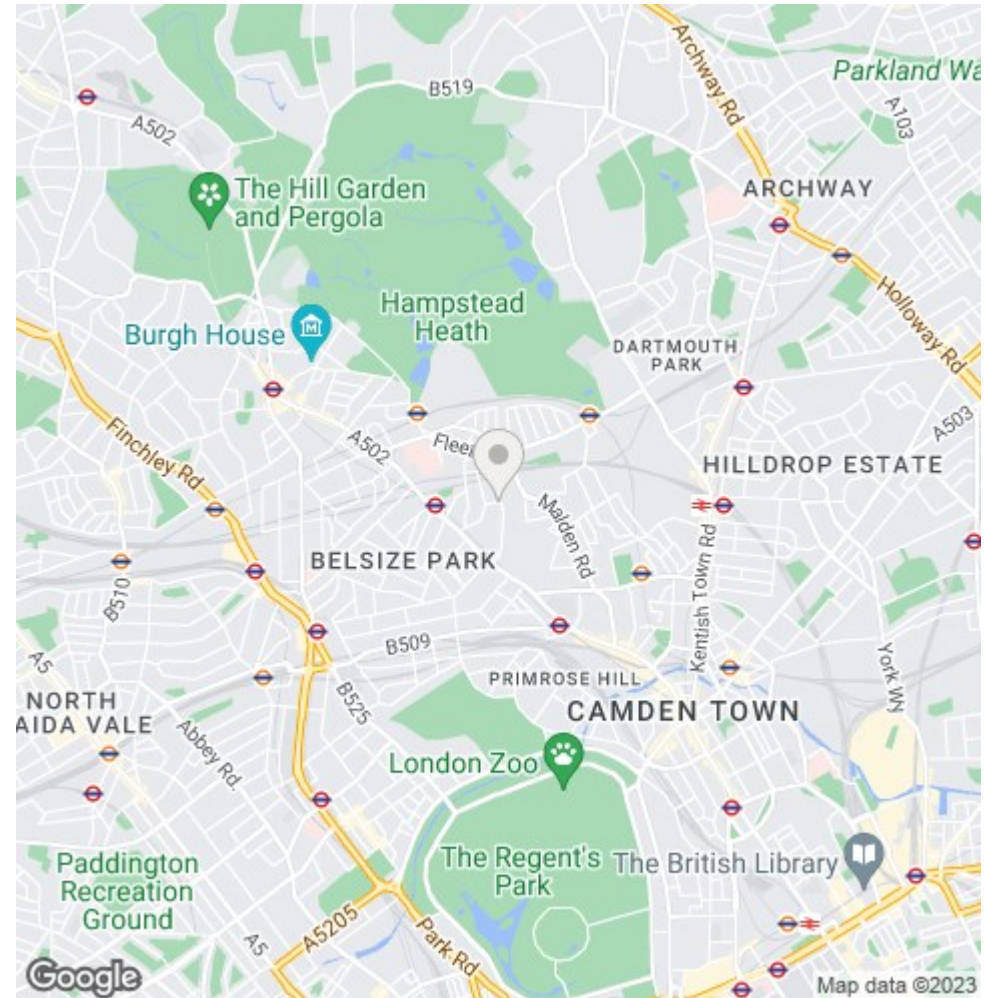 Archway Rd
Parkland Wa
B519
A502
A103
The Hill Garden
and Pergola
ARCHWAY
Hampstead
Heath
Burgh House
Holloway Rd
DARTMOUTH
PARK
Finchley Rd
A502
Fleet
A503
HILLDROP ESTATE
Malden Rd
BELSIZE PARK
Kentish Town Rd
B510
B509
A5
York WY
PRIMROSE HILL
B525
NORTH
AIDA VALE
CAMDEN TOWN
Abbey Rd.
London Zoo
The Regent's
Park
The British Library
Paddington
Recreation
Ground
A5205
A5
Park Rd
Google
Map data ©2023